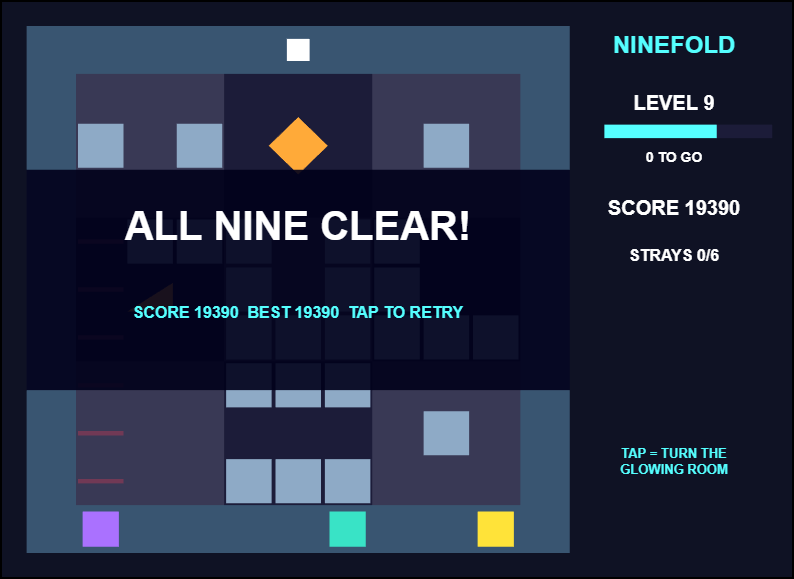 NINEFOLD
LEVEL 9
0 TO GO
SCORE 19390
STRAYS 0/6
ALL NINE CLEAR!
SCORE 19390  BEST 19390  TAP TO RETRY
TAP = TURN THE
GLOWING ROOM